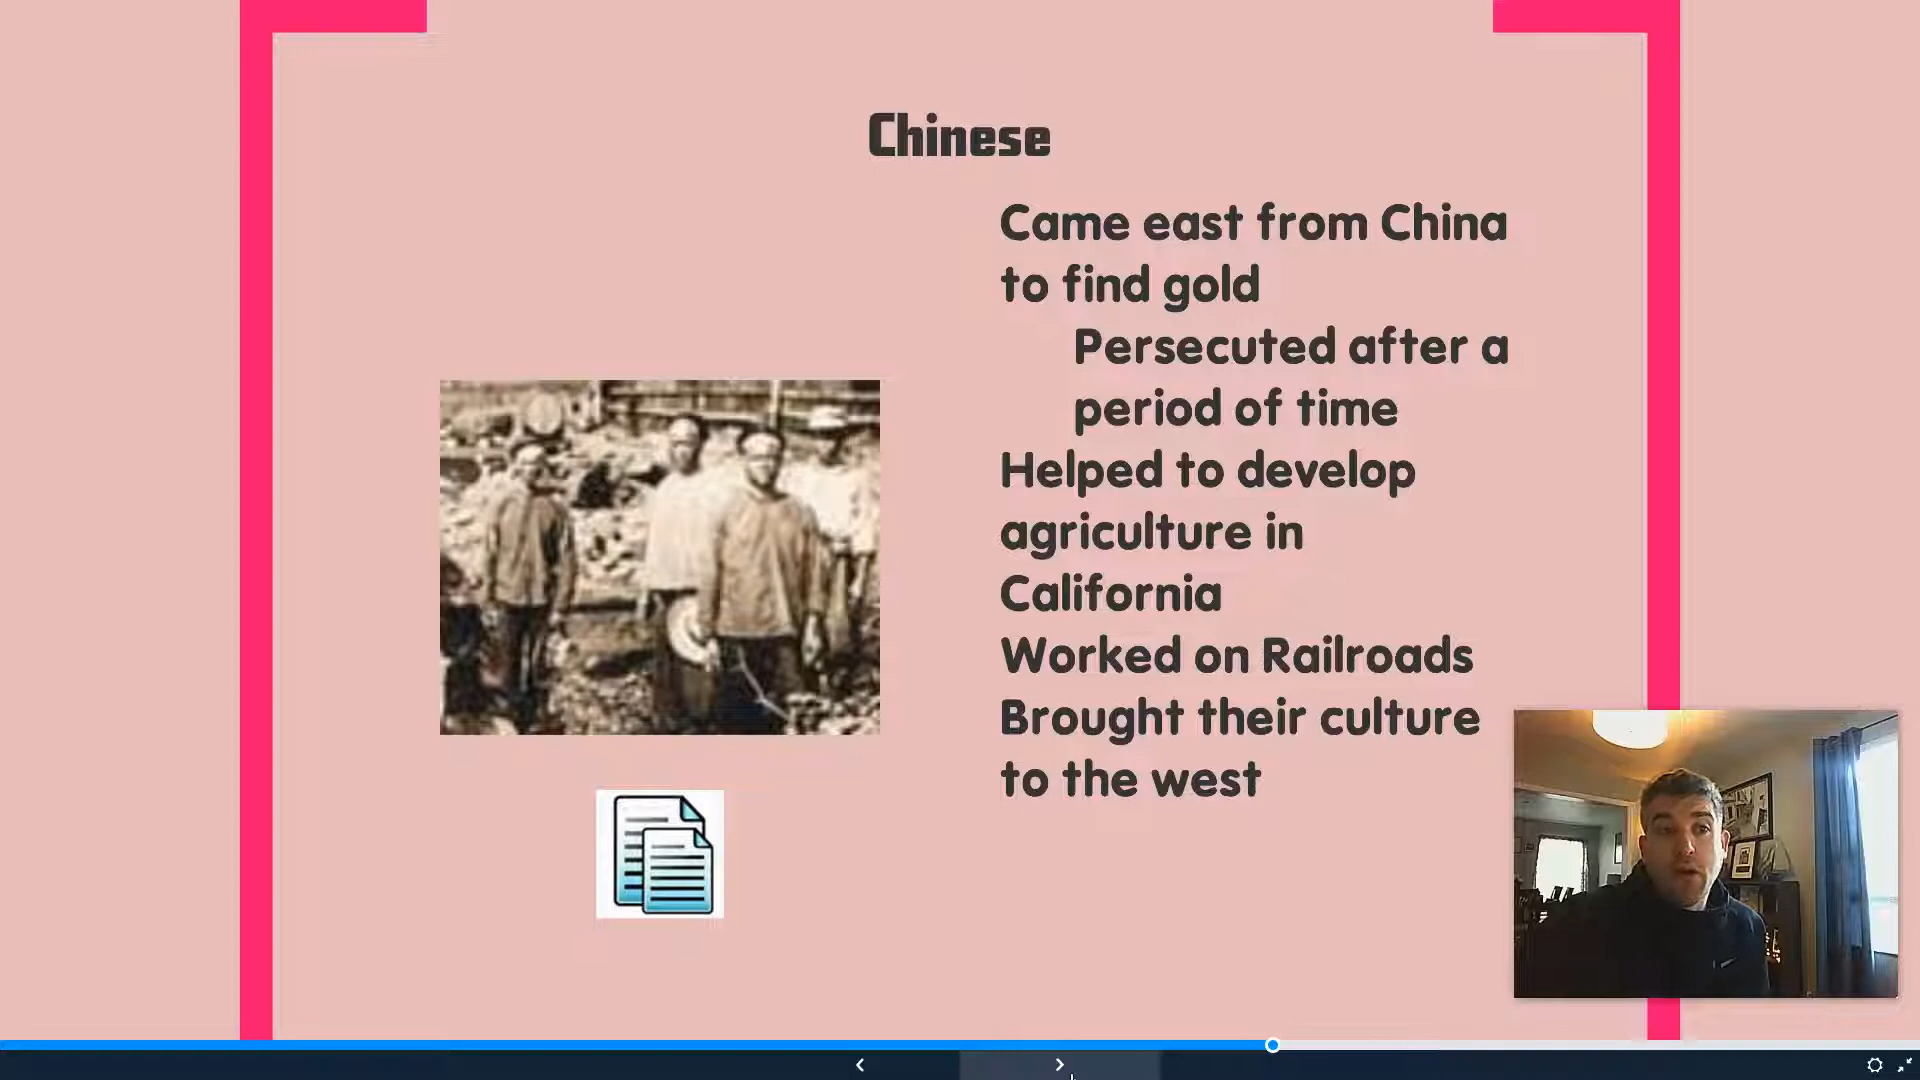 Chinese
Came east from China
to find gold
Persecuted after a
period of time
Helped to develop
agriculture in
California
Worked on Railroads
Brought their culture
to the west